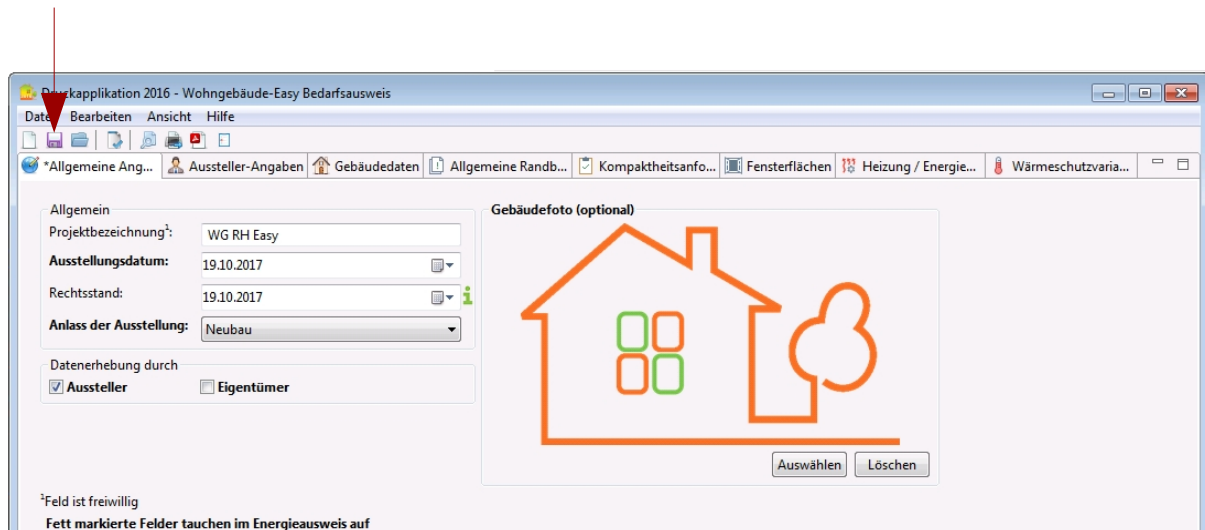 Druckapplikation 2016 - Wohngebäude-Easy Bedarfsausweis
Datei Bearbeiten Ansicht Hilfe
*Allgemeine Ang... Aussteller-Angaben Gebäudedaten Allgemeine Randb... Kompaktheitsanfo... Fensterflächen Heizung / Energie... Wärmeschutzvaria...
Allgemein
Projektbezeichnung¹: WG RH Easy
Ausstellungsdatum: 19.10.2017
Rechtsstand: 19.10.2017
Anlass der Ausstellung: Neubau
Datenerhebung durch
Aussteller Eigentümer
Gebäudefoto (optional)
Auswählen Löschen
¹Feld ist freiwillig
Fett markierte Felder tauchen im Energieausweis auf